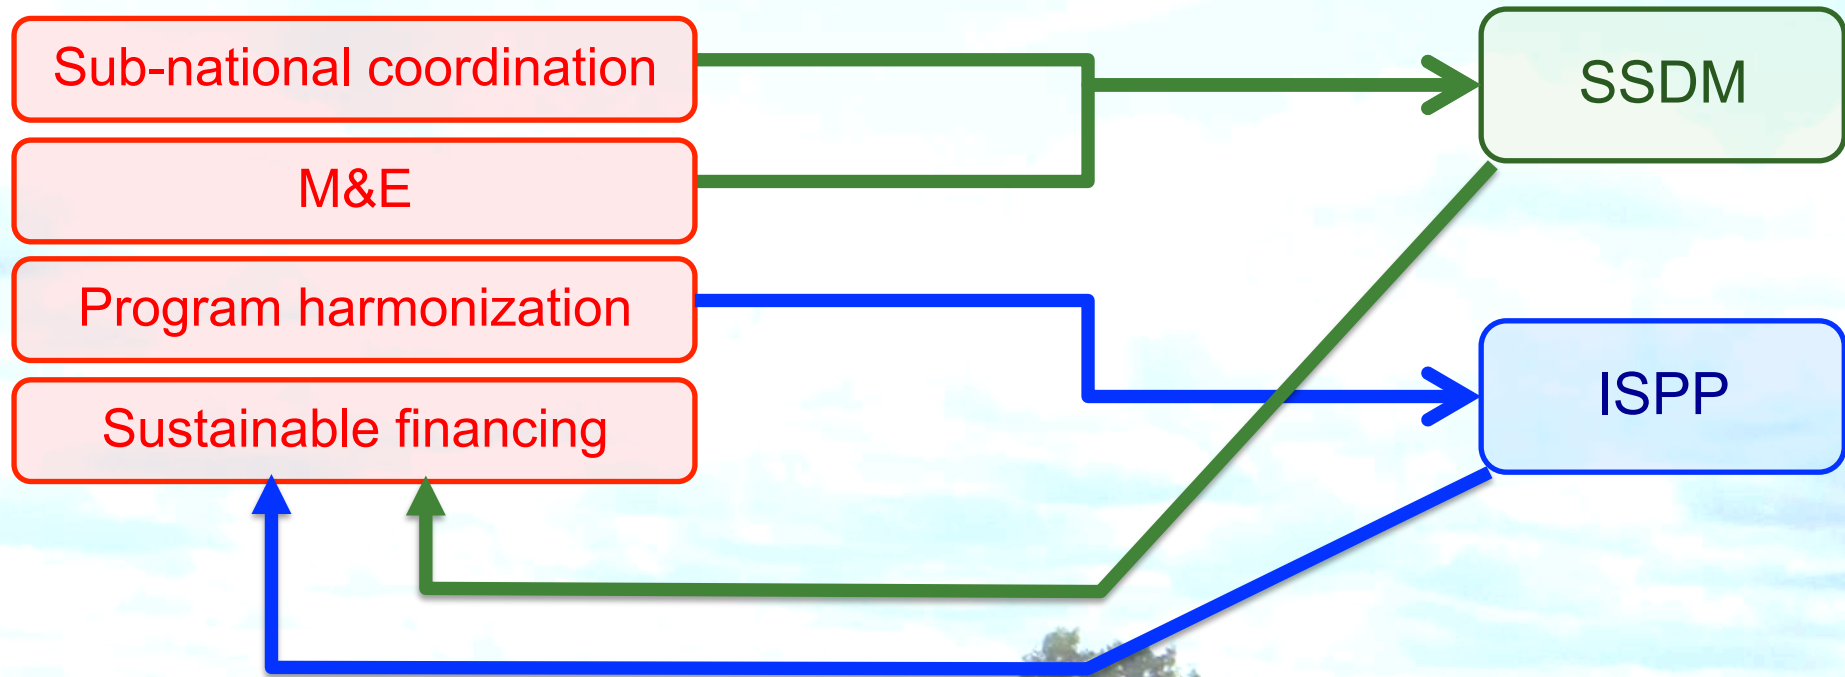 Sub-national coordination
SSDM
M&E
Program harmonization
ISPP
Sustainable financing